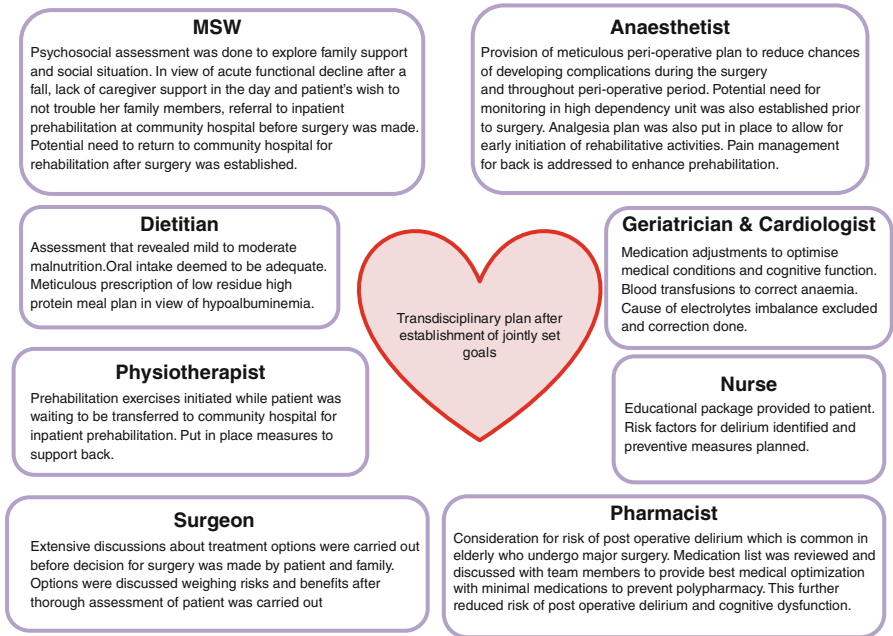 MSW
Psychosocial assessment was done to explore family support
and social situation. In view of acute functional decline after a
fall, lack of caregiver support in the day and patient's wish to
not trouble her family members, referral to inpatient
prehabilitation at community hospital before surgery was made.
Potential need to return to community hospital for
rehabilitation after surgery was established.
Anaesthetist
Provision of meticulous peri-operative plan to reduce chances
of developing complications during the surgery
and throughout peri-operative period. Potential need for
monitoring in high dependency unit was also established prior
to surgery. Analgesia plan was also put in place to allow for
early initiation of rehabilitative activities. Pain management
for back is addressed to enhance prehabilitation.
Dietitian
Assessment that revealed mild to moderate
malnutrition.Oral intake deemed to be adequate.
Meticulous prescription of low residue high
protein meal plan in view of hypoalbuminemia.
Transdisciplinary plan after
establishment of jointly set
goals
Geriatrician & Cardiologist
Medication adjustments to optimise
medical conditions and cognitive function.
Blood transfusions to correct anaemia.
Cause of electrolytes imbalance excluded
and correction done.
Physiotherapist
Prehabilitation exercises initiated while patient was
waiting to be transferred to community hospital for
inpatient prehabilitation. Put in place measures to
support back.
Nurse
Educational package provided to patient.
Risk factors for delirium identified and
preventive measures planned.
Surgeon
Extensive discussions about treatment options were carried out
before decision for surgery was made by patient and family.
Options were discussed weighing risks and benefits after
thorough assessment of patient was carried out
Pharmacist
Consideration for risk of post operative delirium which is common in
elderly who undergo major surgery. Medication list was reviewed and
discussed with team members to provide best medical optimization
with minimal medications to prevent polypharmacy. This further
reduced risk of post operative delirium and cognitive dysfunction.